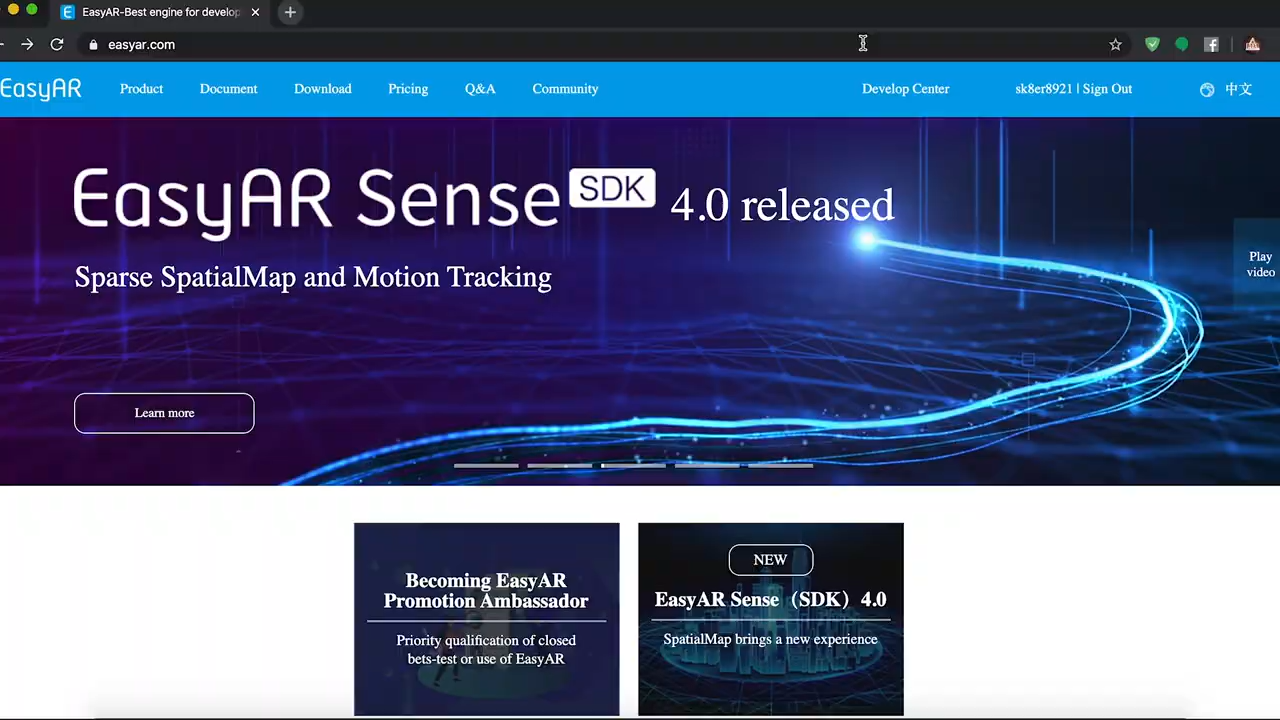 EasyAR-Best engine for develop
easyar.com
EasyAR
Product
Document
Download
Pricing
Q&A
Community
Develop Center
sk8er8921 | Sign Out
中文
EasyAR Sense SDK 4.0 released
Sparse SpatialMap and Motion Tracking
Play
video
Learn more
Becoming EasyAR
Promotion Ambassador
Priority qualification of closed
bets-test or use of EasyAR
NEW
EasyAR Sense（SDK）4.0
SpatialMap brings a new experience